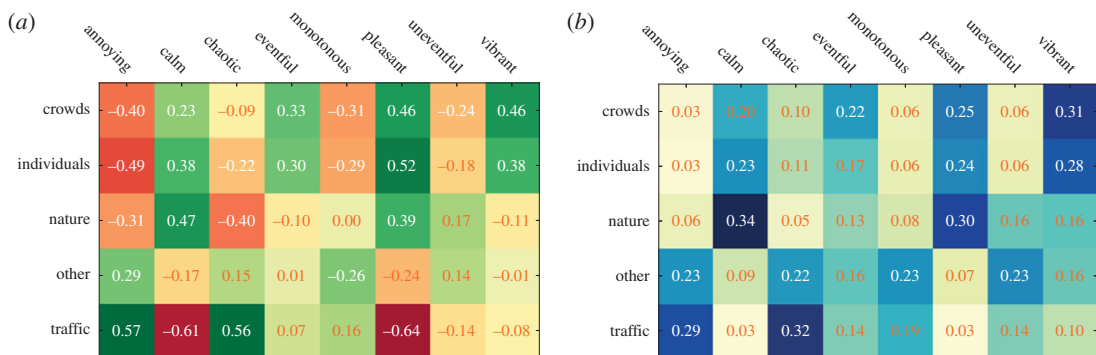 (a)
annoying calm chaotic eventful monotonous pleasant uneventful vibrant
crowds −0.40 0.23 −0.09 0.33 −0.31 0.46 −0.24 0.46
individuals −0.49 0.38 −0.22 0.30 −0.29 0.52 −0.18 0.38
nature −0.31 0.47 −0.40 −0.10 0.00 0.39 0.17 −0.11
other 0.29 −0.17 0.15 0.01 −0.26 −0.24 0.14 −0.01
traffic 0.57 −0.61 0.56 0.07 0.16 −0.64 −0.14 −0.08
(b)
annoying calm chaotic eventful monotonous pleasant uneventful vibrant
crowds 0.03 0.20 0.10 0.22 0.06 0.25 0.06 0.31
individuals 0.03 0.23 0.11 0.17 0.06 0.24 0.06 0.28
nature 0.06 0.34 0.05 0.13 0.08 0.30 0.16 0.16
other 0.23 0.09 0.22 0.16 0.23 0.07 0.23 0.16
traffic 0.29 0.03 0.32 0.14 0.19 0.03 0.14 0.10